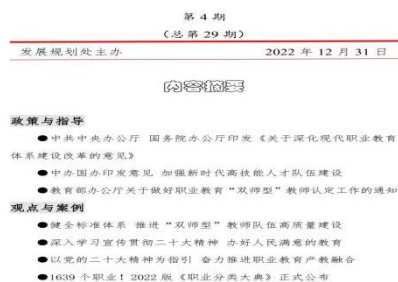 第 4 期
（总第 29 期）
发展规划处主办 2022 年 12 月 31 日
内容摘要
政策与指导
●中共中央办公厅 国务院办公厅印发《关于深化现代职业教育
体系建设改革的意见》
●中办国办印发意见 加强新时代高技能人才队伍建设
●教育部办公厅关于做好职业教育“双师型”教师认定工作的通知
观点与案例
●健全标准体系 推进“双师型”教师队伍高质量建设
●深入学习宣传贯彻二十大精神 办好人民满意的教育
●以党的二十大精神为指引 奋力推进职业教育产教融合
●1639 个职业！2022 版《职业分类大典》正式公布